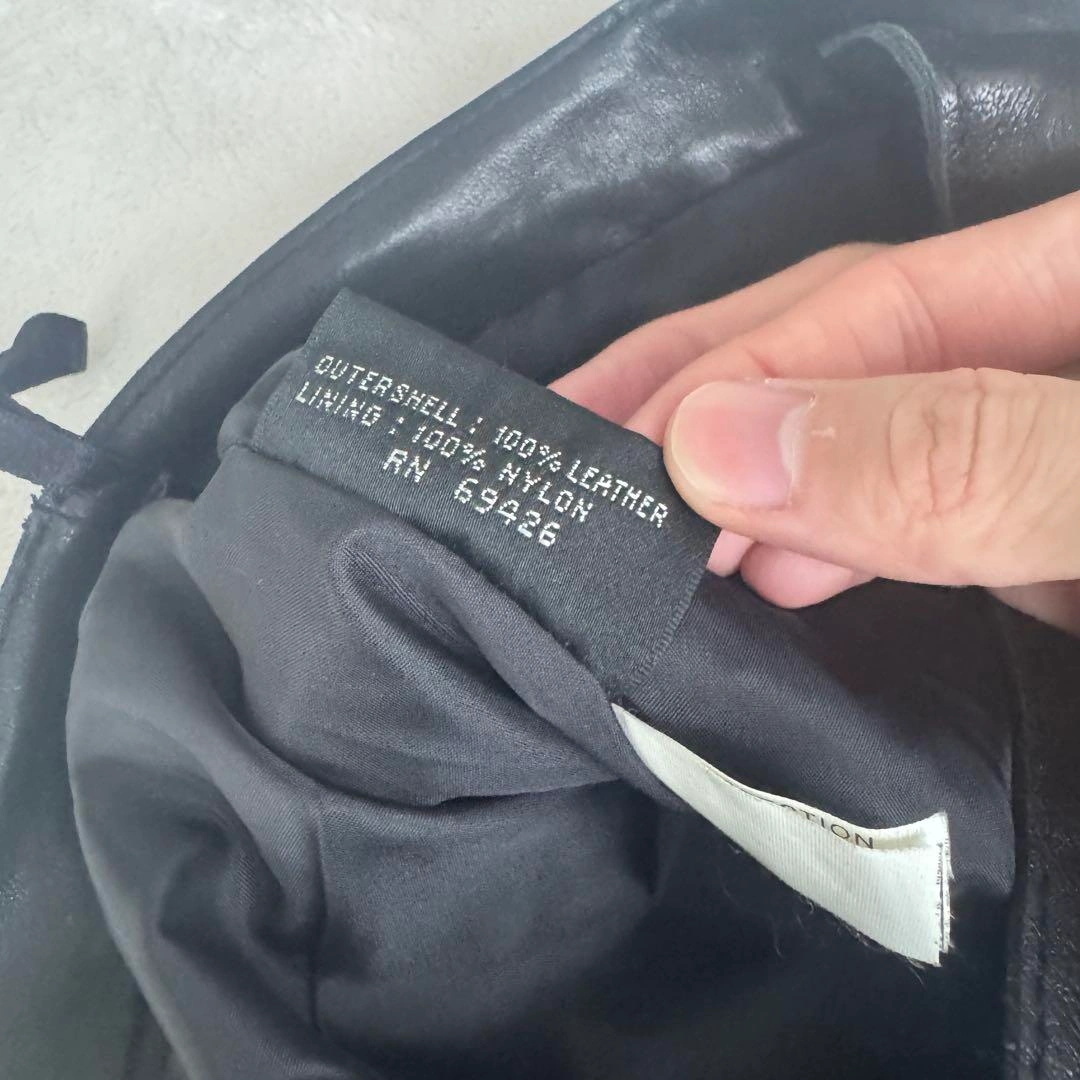 OUTERSHELL : 100% LEATHER
LINING : 100% NYLON
RN 69426